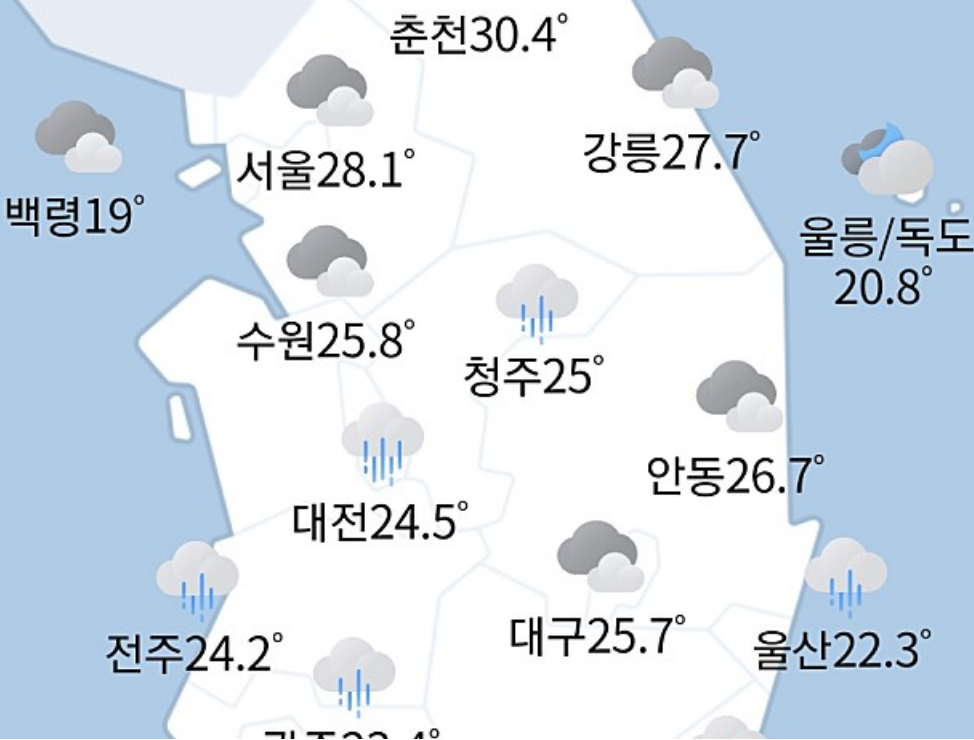 춘천30.4°
강릉27.7°
서울28.1°
백령19°
울릉/독도
20.8°
수원25.8°
청주25°
안동26.7°
대전24.5°
대구25.7°
전주24.2°
울산22.3°